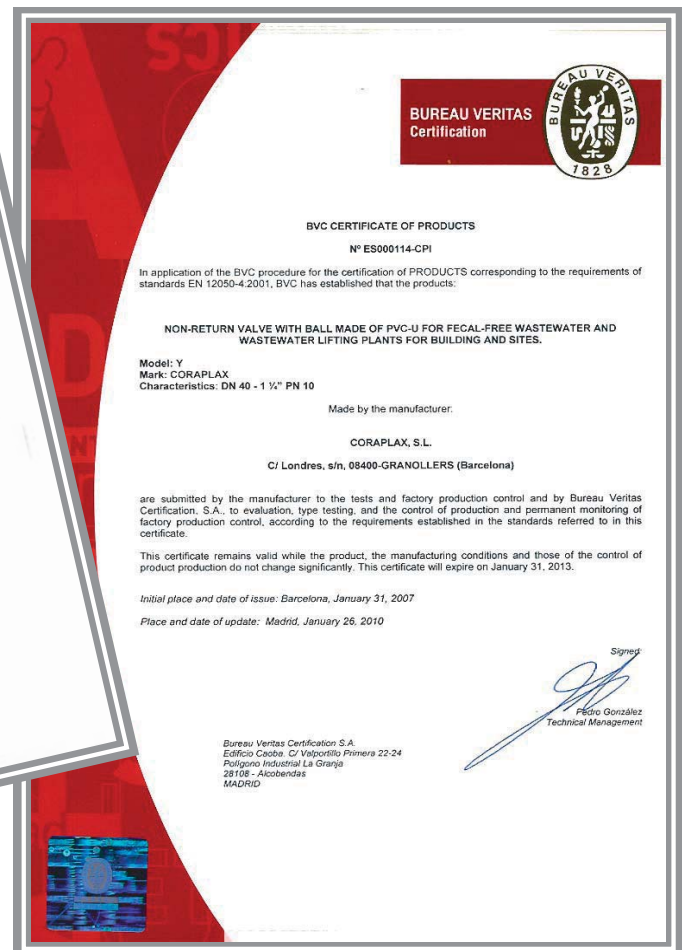 BUREAU VERITAS
Certification
BUREAU VERITAS
1828
BVC CERTIFICATE OF PRODUCTS
Nº ES000114-CPI
In application of the BVC procedure for the certification of PRODUCTS corresponding to the requirements of
standards EN 12050-4:2001, BVC has established that the products:
NON-RETURN VALVE WITH BALL MADE OF PVC-U FOR FECAL-FREE WASTEWATER AND
WASTEWATER LIFTING PLANTS FOR BUILDING AND SITES.
Model: Y
Mark: CORAPLAX
Characteristics: DN 40 - 1 ¼" PN 10
Made by the manufacturer:
CORAPLAX, S.L.
C/ Londres, s/n, 08400-GRANOLLERS (Barcelona)
are submitted by the manufacturer to the tests and factory production control and by Bureau Veritas
Certification, S.A., to evaluation, type testing, and the control of production and permanent monitoring of
factory production control, according to the requirements established in the standards referred to in this
certificate.
This certificate remains valid while the product, the manufacturing conditions and those of the control of
product production do not change significantly. This certificate will expire on January 31, 2013.
Initial place and date of issue: Barcelona, January 31, 2007
Place and date of update: Madrid, January 26, 2010
Signed:
Pedro González
Technical Management
Bureau Veritas Certification S.A.
Edificio Caoba. C/ Valportillo Primera 22-24
Polígono Industrial La Granja
28108 - Alcobendas
MADRID